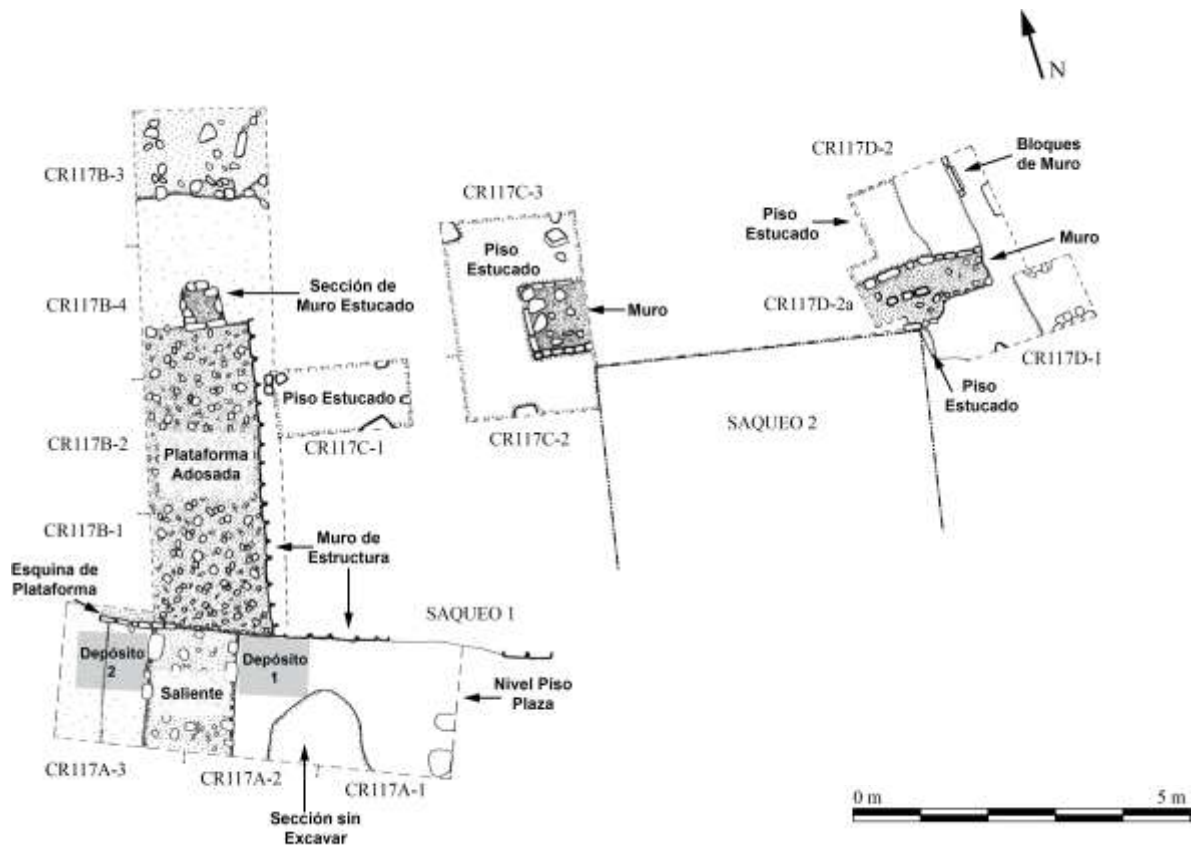 N
CR117D-2
Bloques
de Muro
CR117B-3
CR117C-3
Piso
Estucado
Piso
Estucado
Muro
Sección de
Muro Estucado
CR117B-4
Muro
CR117D-2a
CR117D-1
Piso Estucado
Piso
Estucado
CR117C-1
CR117C-2
SAQUEO 2
CR117B-2
Plataforma
Adosada
CR117B-1
Muro de
Estructura
Esquina de
Plataforma
SAQUEO 1
Depósito
2
Saliente
Depósito
1
Nivel Piso
Plaza
CR117A-3
CR117A-2
CR117A-1
Sección sin
Excavar
0 m
5 m